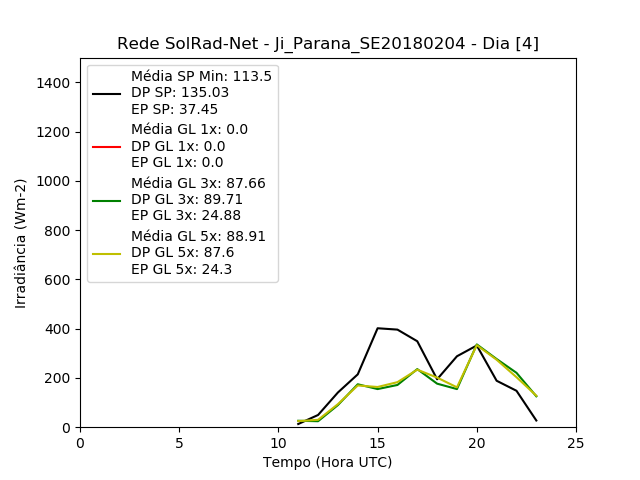 Rede SolRad-Net - Ji_Parana_SE20180204 - Dia [4]
Média SP Min: 113.5
DP SP: 135.03
EP SP: 37.45
Média GL 1x: 0.0
DP GL 1x: 0.0
EP GL 1x: 0.0
Média GL 3x: 87.66
DP GL 3x: 89.71
EP GL 3x: 24.88
Média GL 5x: 88.91
DP GL 5x: 87.6
EP GL 5x: 24.3
Irradiância (Wm-2)
1400
1200
1000
800
600
400
200
0
0 5 10 15 20 25
Tempo (Hora UTC)